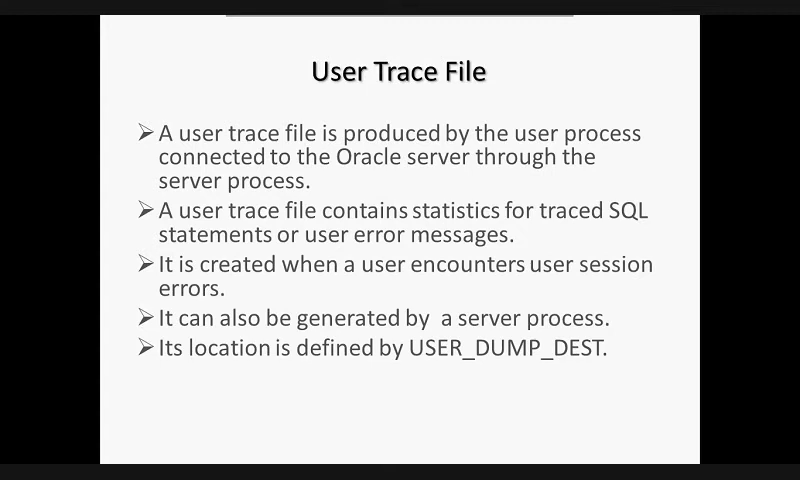 User Trace File
➢A user trace file is produced by the user process
connected to the Oracle server through the
server process.
➢A user trace file contains statistics for traced SQL
statements or user error messages.
➢It is created when a user encounters user session
errors.
➢It can also be generated by  a server process.
➢Its location is defined by USER_DUMP_DEST.